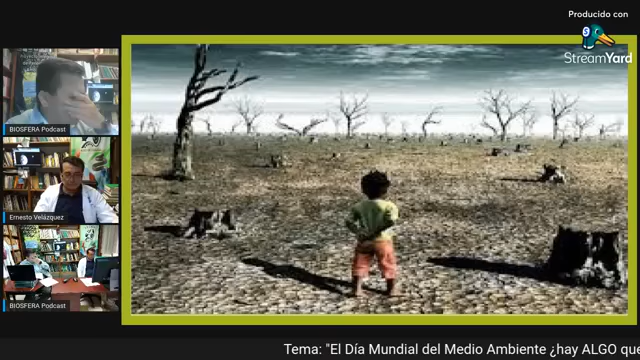 Producido con
StreamYard
BIOSFERA Podcast
Ernesto Velázquez
BIOSFERA Podcast
Tema: "El Día Mundial del Medio Ambiente ¿hay ALGO que